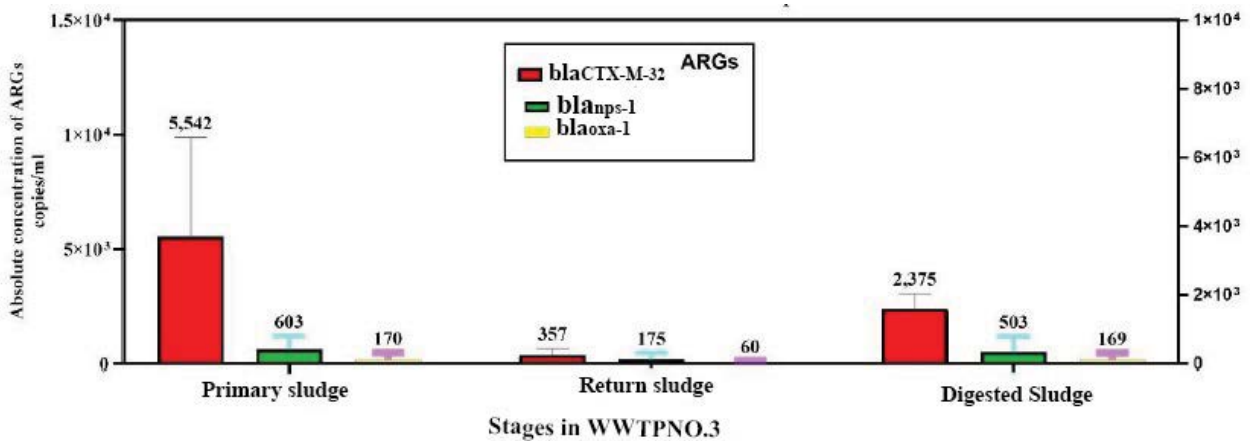 Absolute concentration of ARGs
copies/ml
1.5×10⁴
1×10⁴
5×10³
0
1×10⁴
8×10³
6×10³
4×10³
2×10³
0
ARGs
blaCTX-M-32
blanps-1
blaoxa-1
5,542
603
170
357
175
60
2,375
503
169
Primary sludge
Return sludge
Digested Sludge
Stages in WWTPNO.3